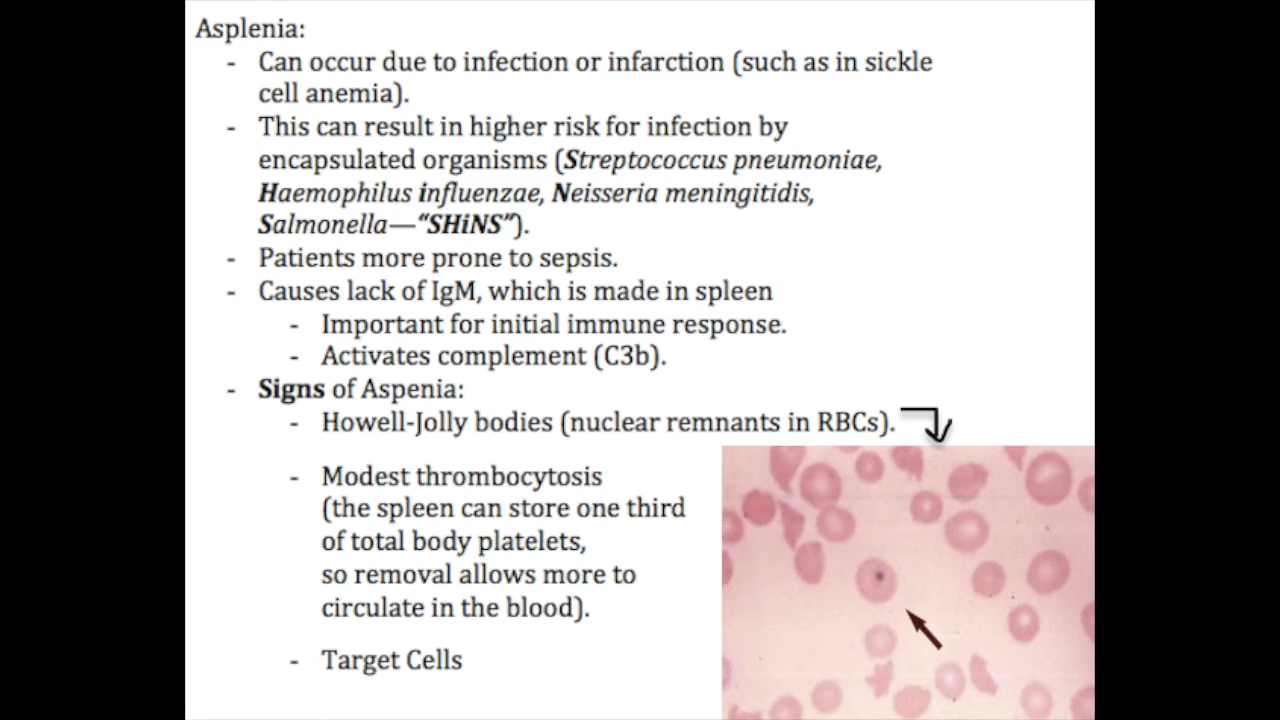 Asplenia:
- Can occur due to infection or infarction (such as in sickle
cell anemia).
- This can result in higher risk for infection by
encapsulated organisms (Streptococcus pneumoniae,
Haemophilus influenzae, Neisseria meningitidis,
Salmonella—“SHiNS”).
- Patients more prone to sepsis.
- Causes lack of IgM, which is made in spleen
- Important for initial immune response.
- Activates complement (C3b).
- Signs of Aspenia:
- Howell-Jolly bodies (nuclear remnants in RBCs).
- Modest thrombocytosis
(the spleen can store one third
of total body platelets,
so removal allows more to
circulate in the blood).
- Target Cells